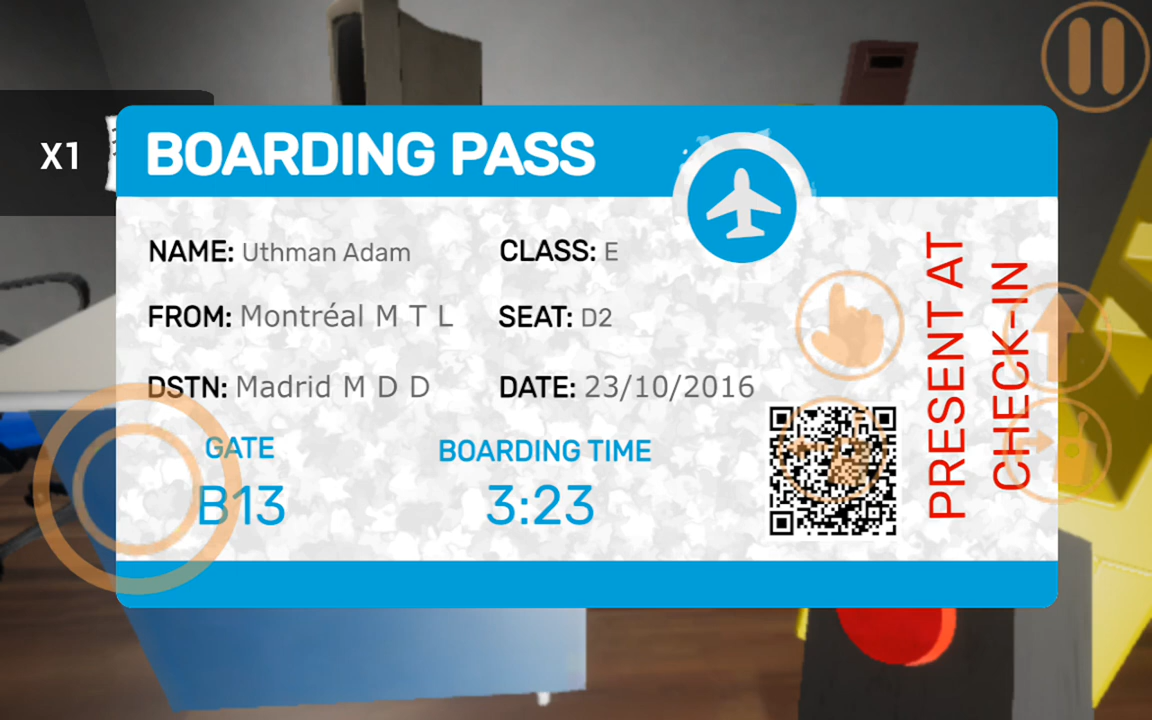 X1
BOARDING PASS
NAME: Uthman Adam
CLASS: E
FROM: Montréal M T L
SEAT: D2
DSTN: Madrid M D D
DATE: 23/10/2016
GATE
B13
BOARDING TIME
3:23
PRESENT AT
CHECK-IN